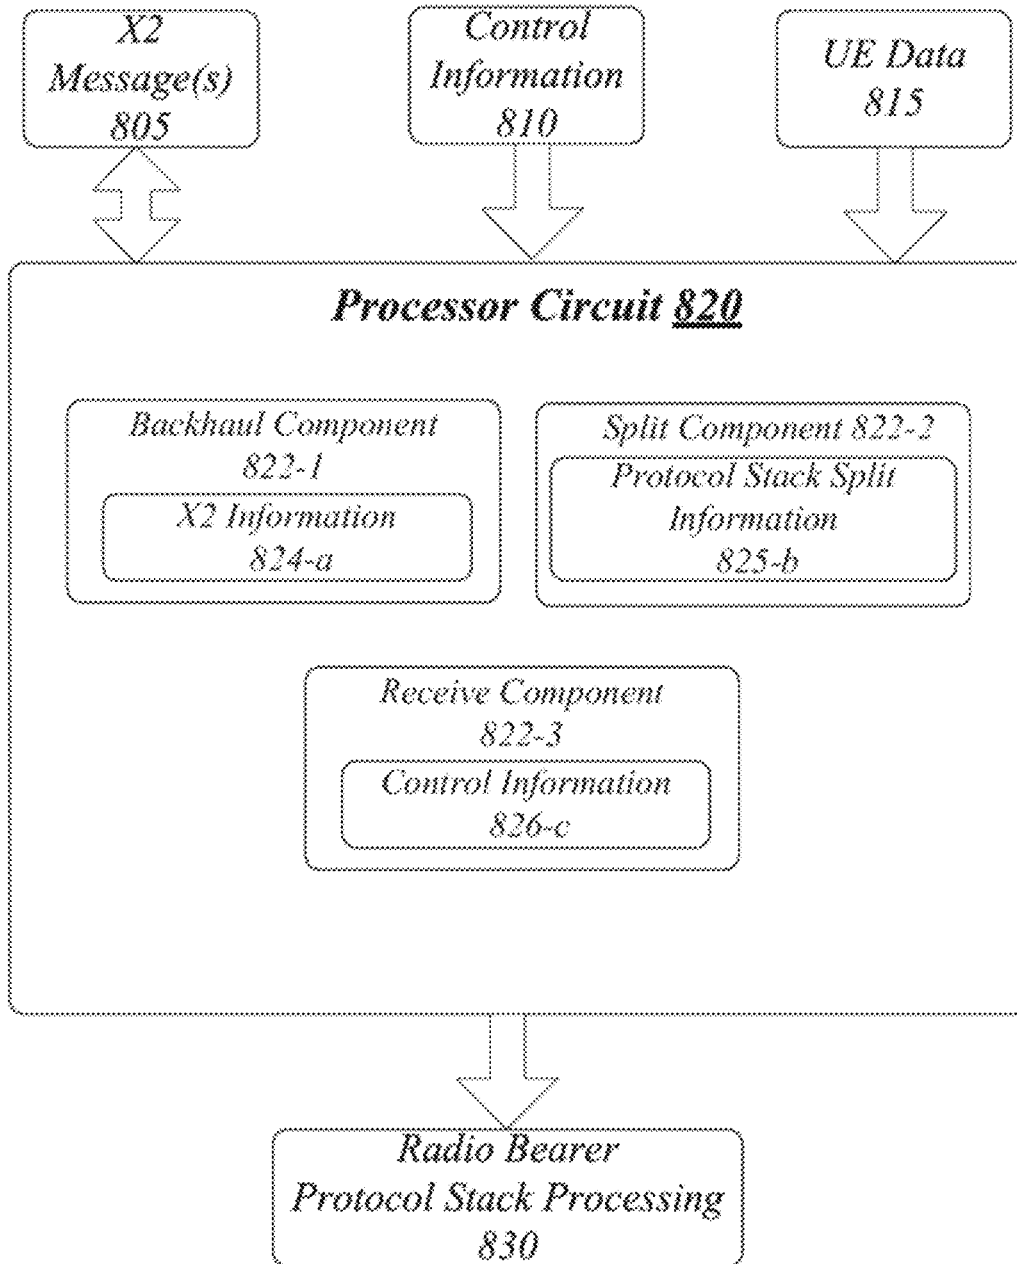 X2
Message(s)
805
Control
Information
810
UE Data
815
Processor Circuit 820
Backhaul Component
822-1
X2 Information
824-a
Split Component 822-2
Protocol Stack Split
Information
825-b
Receive Component
822-3
Control Information
826-c
Radio Bearer
Protocol Stack Processing
830